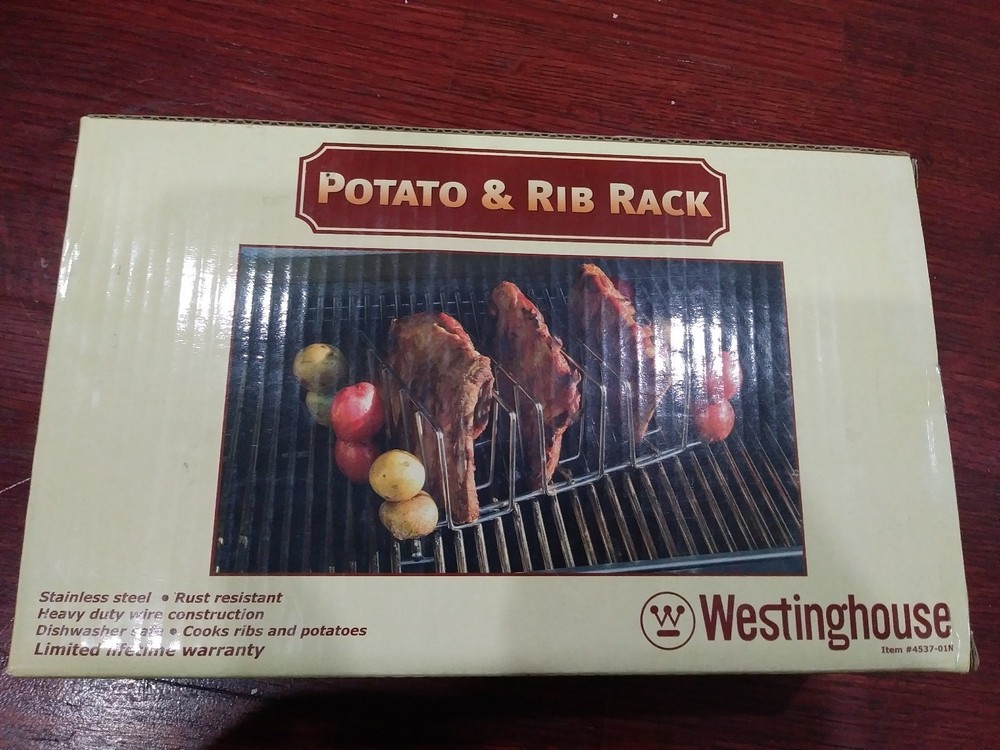 POTATO & RIB RACK
Stainless steel • Rust resistant
Heavy duty wire construction
Dishwasher safe • Cooks ribs and potatoes
Limited lifetime warranty
W
Westinghouse
Item #4537-01N